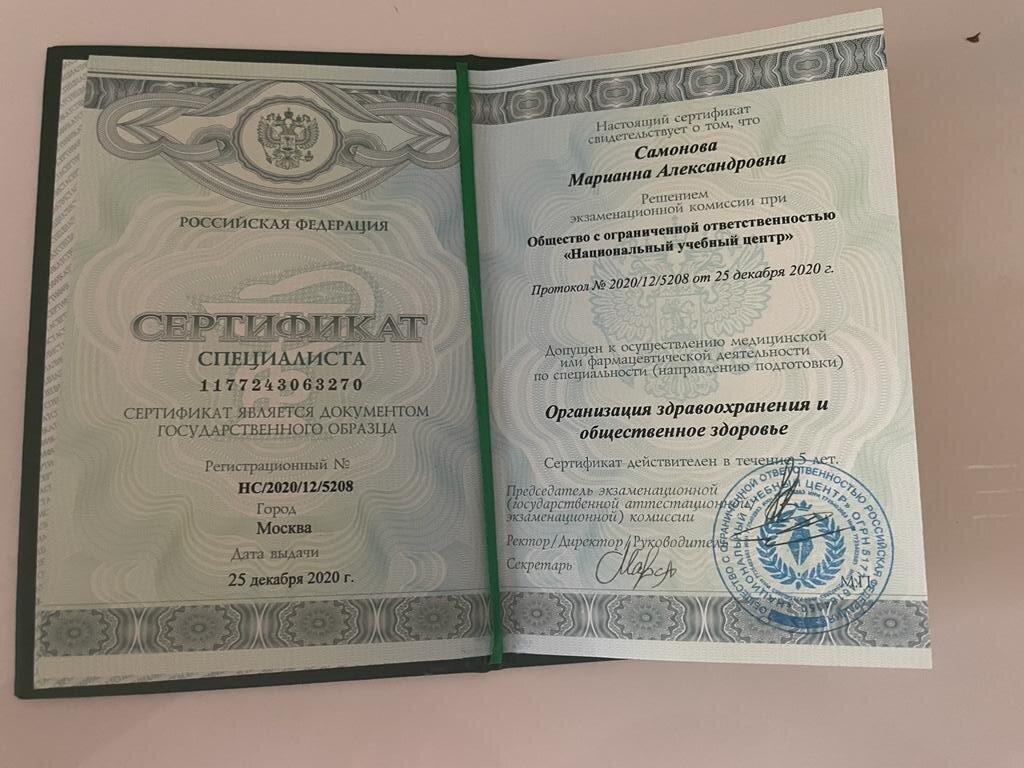 РОССИЙСКАЯ ФЕДЕРАЦИЯ
СЕРТИФИКАТ
СПЕЦИАЛИСТА
1177243063270
СЕРТИФИКАТ ЯВЛЯЕТСЯ ДОКУМЕНТОМ
ГОСУДАРСТВЕННОГО ОБРАЗЦА
Регистрационный №
НС/2020/12/5208
Город
Москва
Дата выдачи
25 декабря 2020 г.
Настоящий сертификат
свидетельствует о том, что
Самонова
Марианна Александровна
Решением
экзаменационной комиссии при
Общество с ограниченной ответственностью
«Национальный учебный центр»
Протокол № 2020/12/5208 от 25 декабря 2020 г.
Допущен к осуществлению медицинской
или фармацевтической деятельности
по специальности (направлению подготовки)
Организация здравоохранения и
общественное здоровье
Сертификат действителен в течение 5 лет.
Председатель экзаменационной
(государственной аттестационно
экзаменационной) комиссии
Ректор/Директор/Руководитель
Секретарь
М.П.